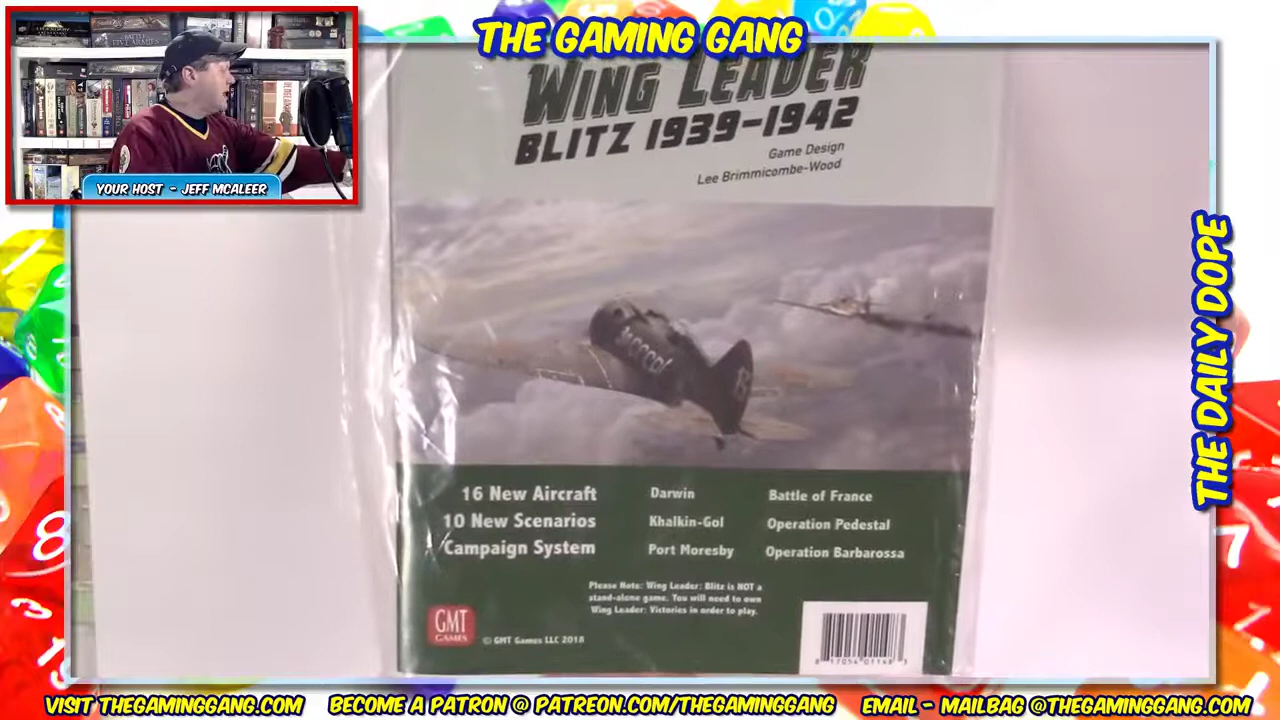 THE GAMING GANG
WING LEADER
BLITZ 1939-1942
Game Design
Lee Brimmicombe-Wood
YOUR HOST - JEFF MCALEER
THE DAILY DOPE
16 New Aircraft
10 New Scenarios
Campaign System
Darwin
Khalkin-Gol
Port Moresby
Battle of France
Operation Pedestal
Operation Barbarossa
Please Note: Wing Leader: Blitz is NOT a
stand-alone game. You will need to own
Wing Leader: Victories in order to play.
GMT
GAMES
© GMT Games LLC 2018
VISIT THEGAMINGGANG.COM
BECOME A PATRON @ PATREON.COM/THEGAMINGGANG
EMAIL - MAILBAG @THEGAMINGGANG.COM